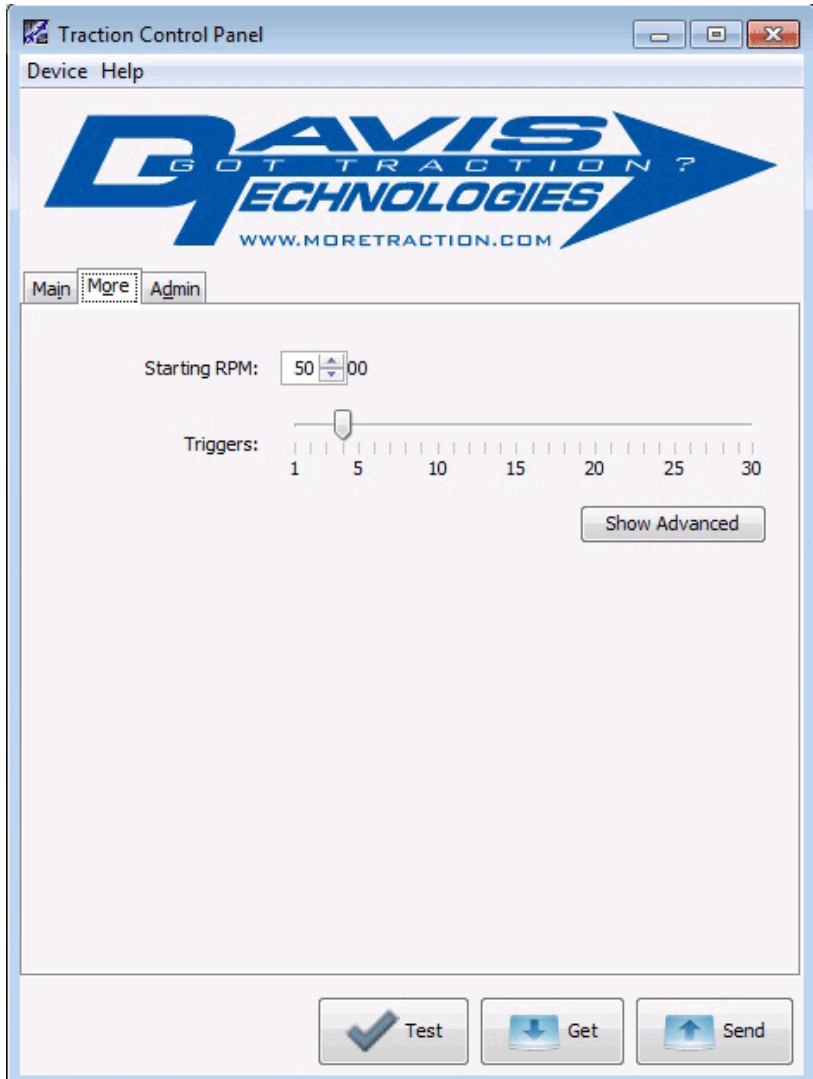 Traction Control Panel
Device Help
DAVIS
GOT TRACTION?
TECHNOLOGIES
WWW.MORETRACTION.COM
Main More Admin
Starting RPM: 50 00
Triggers:
1 5 10 15 20 25 30
Show Advanced
Test Get Send